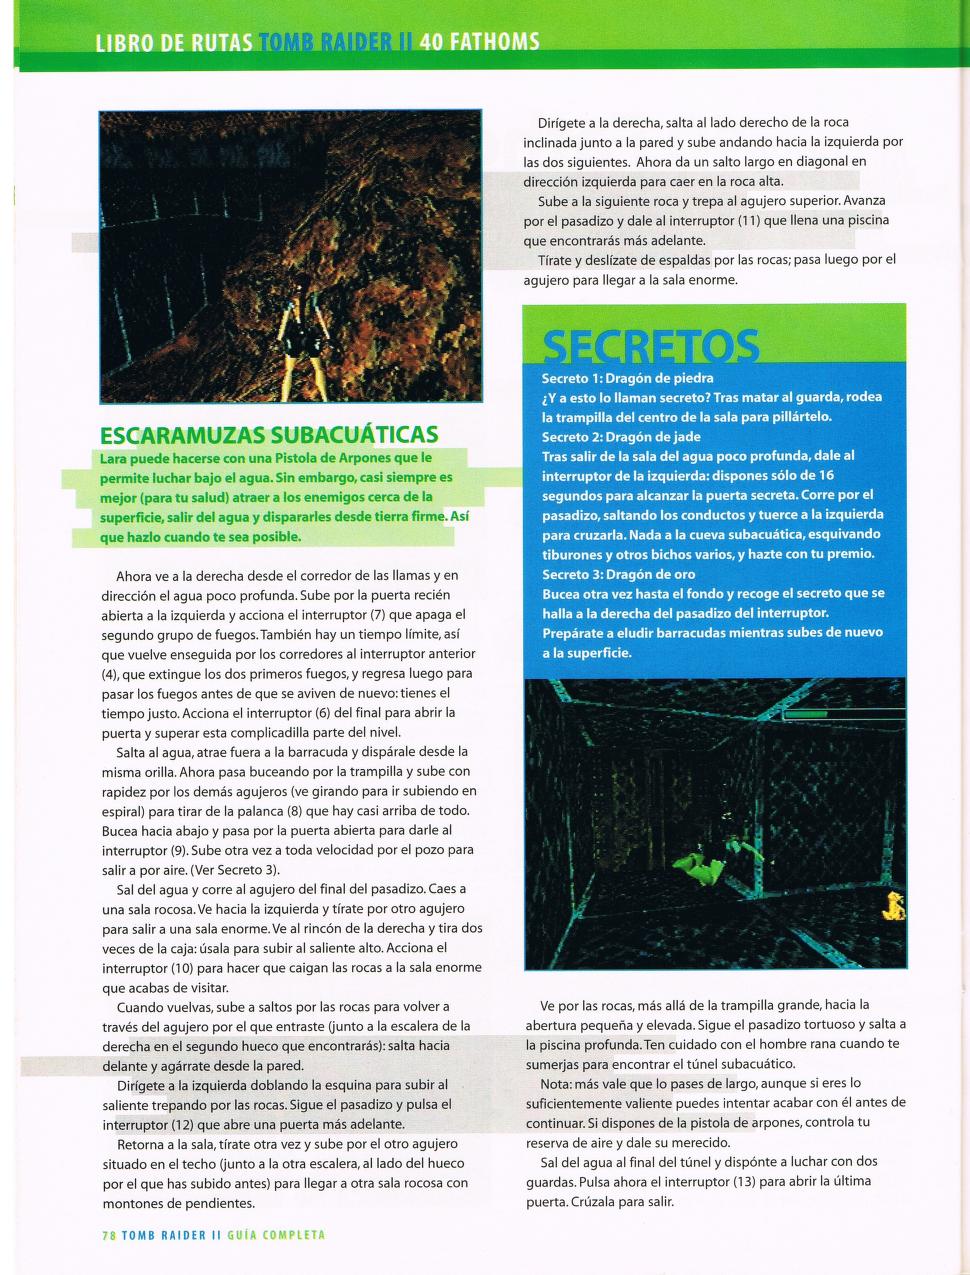 LIBRO DE RUTAS TOMB RAIDER II 40 FATHOMS
ESCARAMUZAS SUBACUÁTICAS
Lara puede hacerse con una Pistola de Arpones que le
permite luchar bajo el agua. Sin embargo, casi siempre es
mejor (para tu salud) atraer a los enemigos cerca de la
superficie, salir del agua y dispararles desde tierra firme. Así
que hazlo cuando te sea posible.
Ahora ve a la derecha desde el corredor de las llamas y en
dirección el agua poco profunda. Sube por la puerta recién
abierta a la izquierda y acciona el interruptor (7) que apaga el
segundo grupo de fuegos. También hay un tiempo límite, así
que vuelve enseguida por los corredores al interruptor anterior
(4), que extingue los dos primeros fuegos, y regresa luego para
pasar los fuegos antes de que se aviven de nuevo: tienes el
tiempo justo. Acciona el interruptor (6) del final para abrir la
puerta y superar esta complicadilla parte del nivel.
Salta al agua, atrae fuera a la barracuda y dispárale desde la
misma orilla. Ahora pasa buceando por la trampilla y sube con
rapidez por los demás agujeros (ve girando para ir subiendo en
espiral) para tirar de la palanca (8) que hay casi arriba de todo.
Bucea hacia abajo y pasa por la puerta abierta para darle al
interruptor (9). Sube otra vez a toda velocidad por el pozo para
salir a por aire. (Ver Secreto 3).
Sal del agua y corre al agujero del final del pasadizo. Caes a
una sala rocosa. Ve hacia la izquierda y tírate por otro agujero
para salir a una sala enorme. Ve al rincón de la derecha y tira dos
veces de la caja: úsala para subir al saliente alto. Acciona el
interruptor (10) para hacer que caigan las rocas a la sala enorme
que acabas de visitar.
Cuando vuelvas, sube a saltos por las rocas para volver a
través del agujero por el que entraste (junto a la escalera de la
derecha en el segundo hueco que encontrarás): salta hacia
delante y agárrate desde la pared.
Dirígete a la izquierda doblando la esquina para subir al
saliente trepando por las rocas. Sigue el pasadizo y pulsa el
interruptor (12) que abre una puerta más adelante.
Retorna a la sala, tírate otra vez y sube por el otro agujero
situado en el techo (junto a la otra escalera, al lado del hueco
por el que has subido antes) para llegar a otra sala rocosa con
montones de pendientes.
Dirígete a la derecha, salta al lado derecho de la roca
inclinada junto a la pared y sube andando hacia la izquierda por
las dos siguientes. Ahora da un salto largo en diagonal en
dirección izquierda para caer en la roca alta.
Sube a la siguiente roca y trepa al agujero superior. Avanza
por el pasadizo y dale al interruptor (11) que llena una piscina
que encontrarás más adelante.
Tírate y deslízate de espaldas por las rocas; pasa luego por el
agujero para llegar a la sala enorme.
SECRETOS
Secreto 1: Dragón de piedra
¿Y a esto lo llaman secreto? Tras matar al guarda, rodea
la trampilla del centro de la sala para pillártelo.
Secreto 2: Dragón de jade
Tras salir de la sala del agua poco profunda, dale al
interruptor de la izquierda: dispones sólo de 16
segundos para alcanzar la puerta secreta. Corre por el
pasadizo, saltando los conductos y tuerce a la izquierda
para cruzarla. Nada a la cueva subacuática, esquivando
tiburones y otros bichos varios, y hazte con tu premio.
Secreto 3: Dragón de oro
Bucea otra vez hasta el fondo y recoge el secreto que se
halla a la derecha del pasadizo del interruptor.
Prepárate a eludir barracudas mientras subes de nuevo
a la superficie.
Ve por las rocas, más allá de la trampilla grande, hacia la
abertura pequeña y elevada. Sigue el pasadizo tortuoso y salta a
la piscina profunda. Ten cuidado con el hombre rana cuando te
sumerjas para encontrar el túnel subacuático.
Nota: más vale que lo pases de largo, aunque si eres lo
suficientemente valiente puedes intentar acabar con él antes de
continuar. Si dispones de la pistola de arpones, controla tu
reserva de aire y dale su merecido.
Sal del agua al final del túnel y dispónte a luchar con dos
guardas. Pulsa ahora el interruptor (13) para abrir la última
puerta. Crúzala para salir.
78 TOMB RAIDER II GUÍA COMPLETA